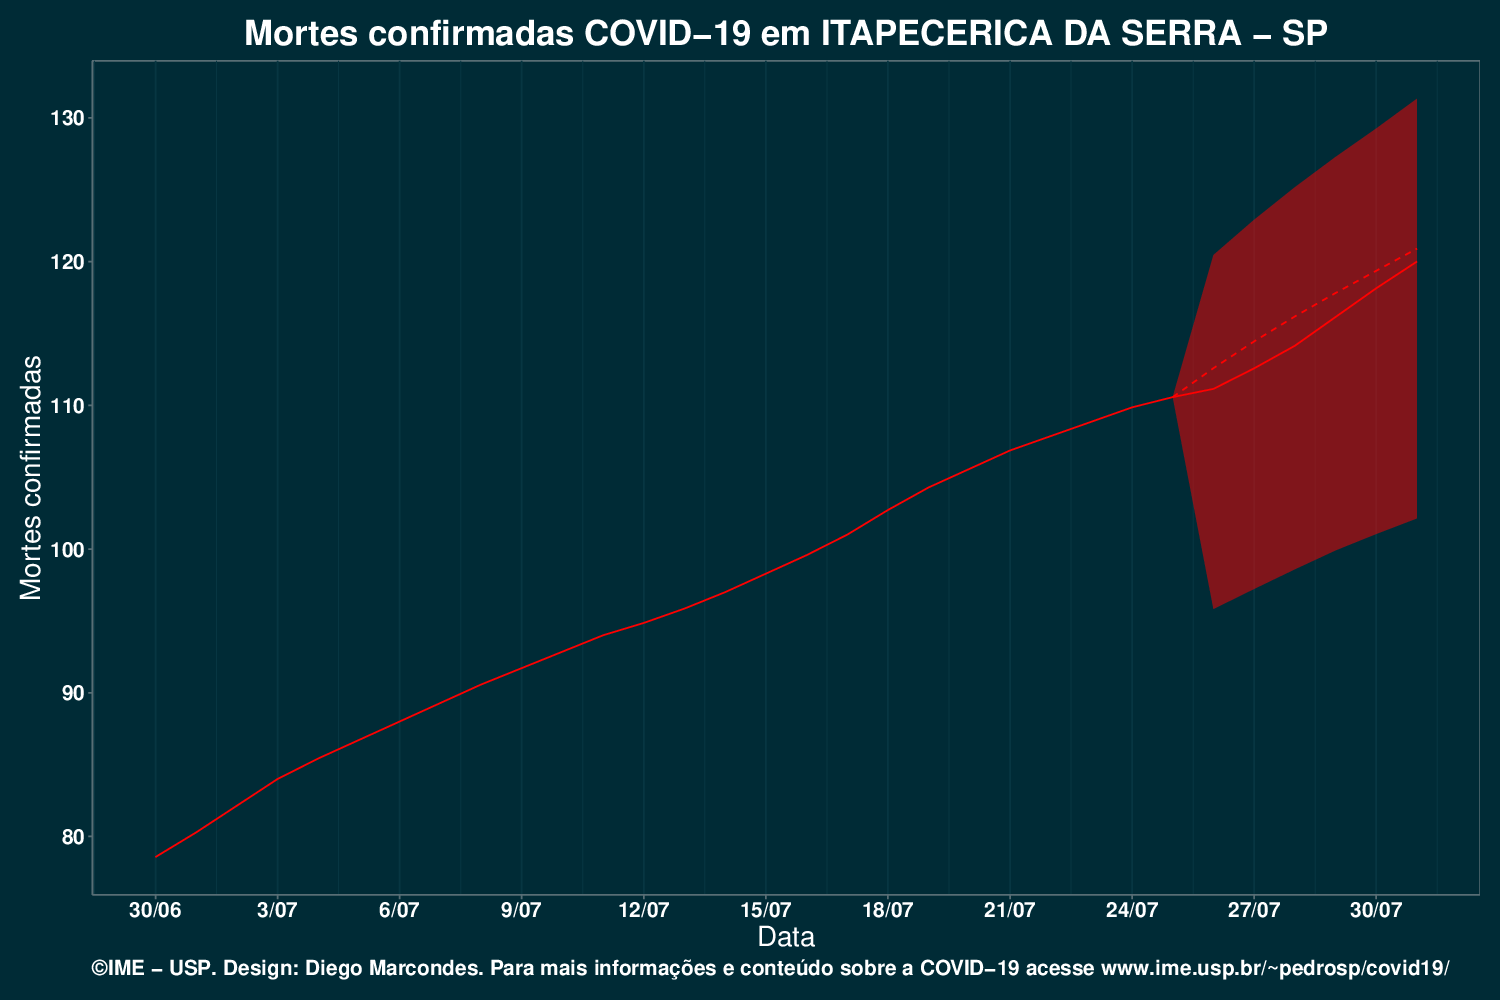 Mortes confirmadas COVID−19 em ITAPECERICA DA SERRA − SP
Mortes confirmadas
130
120
110
100
90
80
30/06 3/07 6/07 9/07 12/07 15/07 18/07 21/07 24/07 27/07 30/07
Data
©IME − USP. Design: Diego Marcondes. Para mais informações e conteúdo sobre a COVID−19 acesse www.ime.usp.br/~pedrosp/covid19/